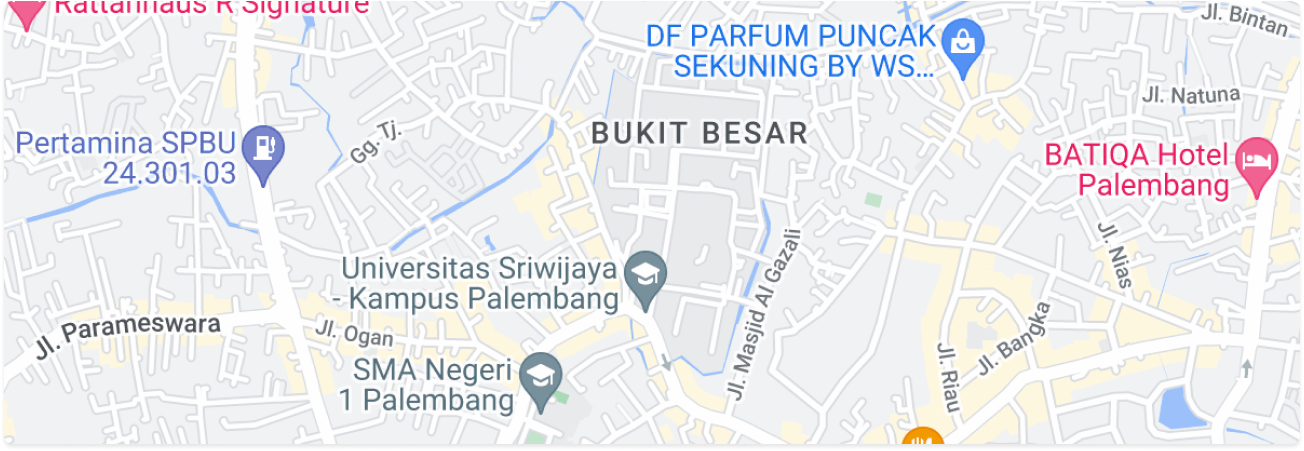 Rattanhaus R Signature
Jl. Bintan
DF PARFUM PUNCAK
SEKUNING BY WS...
Jl. Natuna
Gg. Tj.
BUKIT BESAR
Pertamina SPBU
24.301.03
BATIQA Hotel
Palembang
Jl. Nias
Jl. Masjid Al Gazali
Universitas Sriwijaya
- Kampus Palembang
Jl. Parameswara
Jl. Ogan
Jl. Bangka
Jl. Riau
SMA Negeri
1 Palembang